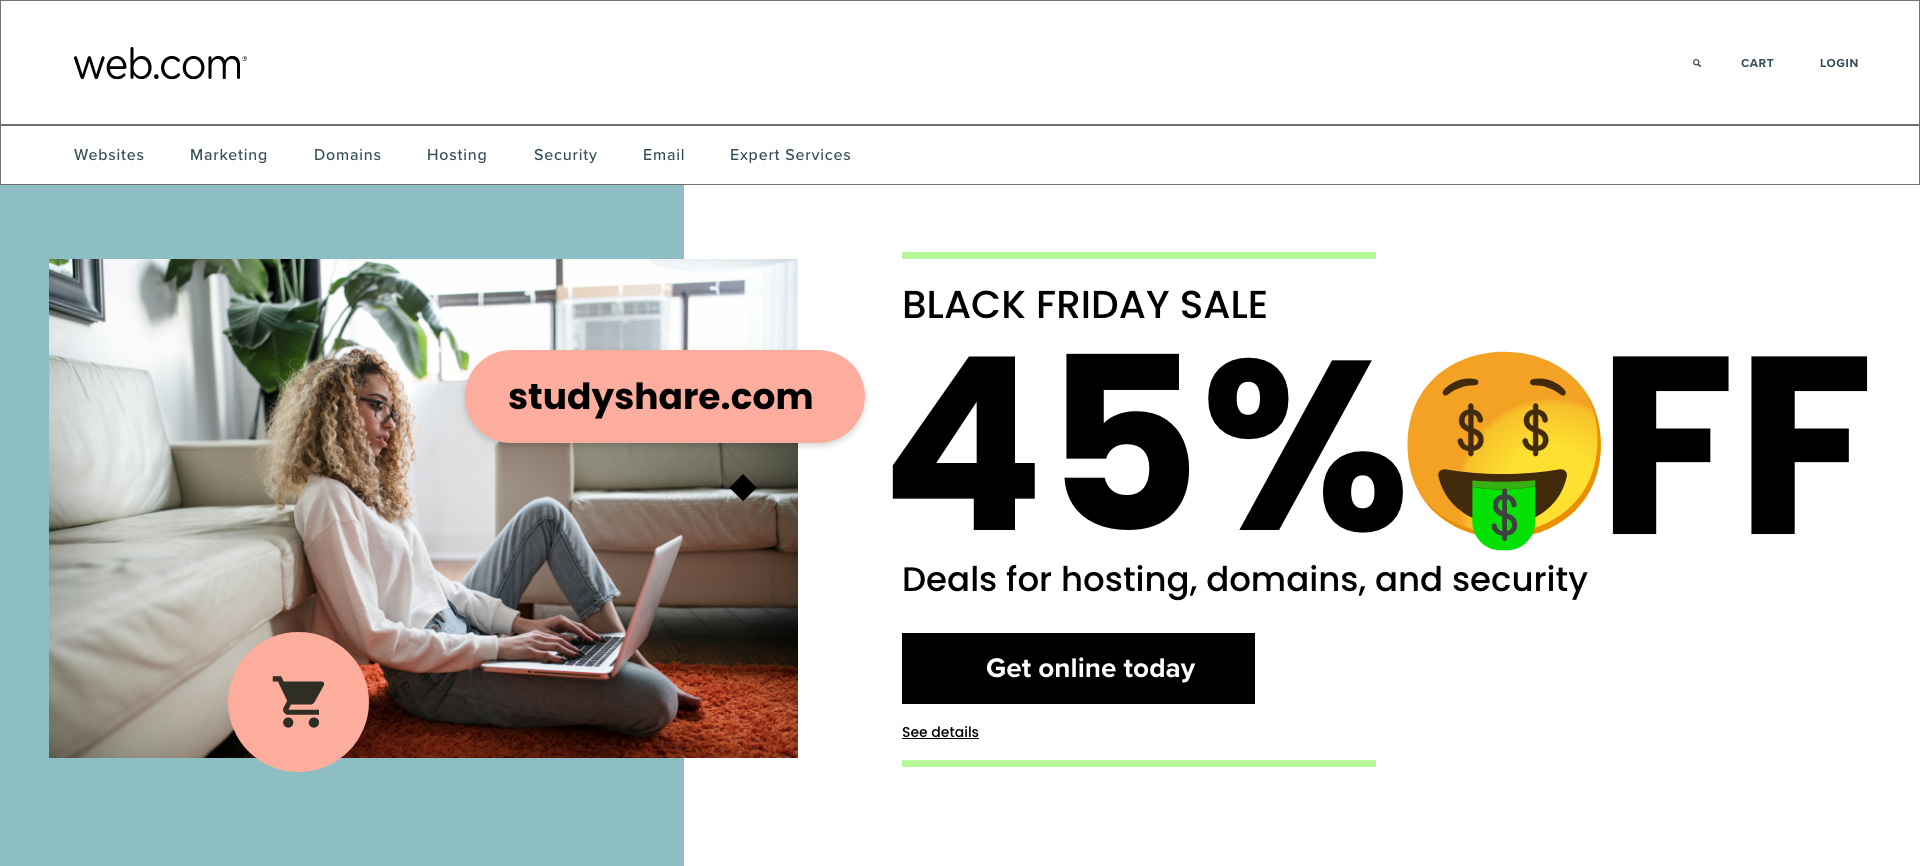 web.com®
CART
LOGIN
Websites
Marketing
Domains
Hosting
Security
Email
Expert Services
studyshare.com
BLACK FRIDAY SALE
45%🤑FF
Deals for hosting, domains, and security
Get online today
See details